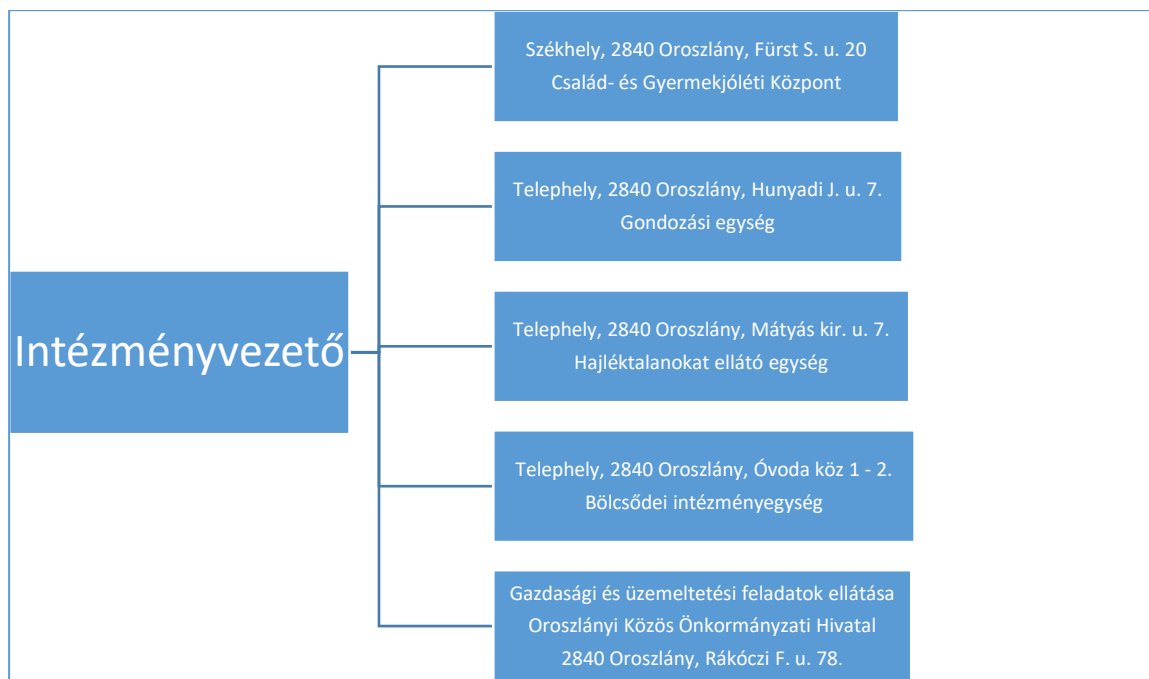 Székhely, 2840 Oroszlány, Fürst S. u. 20
Család- és Gyermekjóléti Központ
Telephely, 2840 Oroszlány, Hunyadi J. u. 7.
Gondozási egység
Intézményvezető
Telephely, 2840 Oroszlány, Mátyás kir. u. 7.
Hajléktalanokat ellátó egység
Telephely, 2840 Oroszlány, Óvoda köz 1 - 2.
Bölcsődei intézményegység
Gazdasági és üzemeltetési feladatok ellátása
Oroszlányi Közös Önkormányzati Hivatal
2840 Oroszlány, Rákóczi F. u. 78.